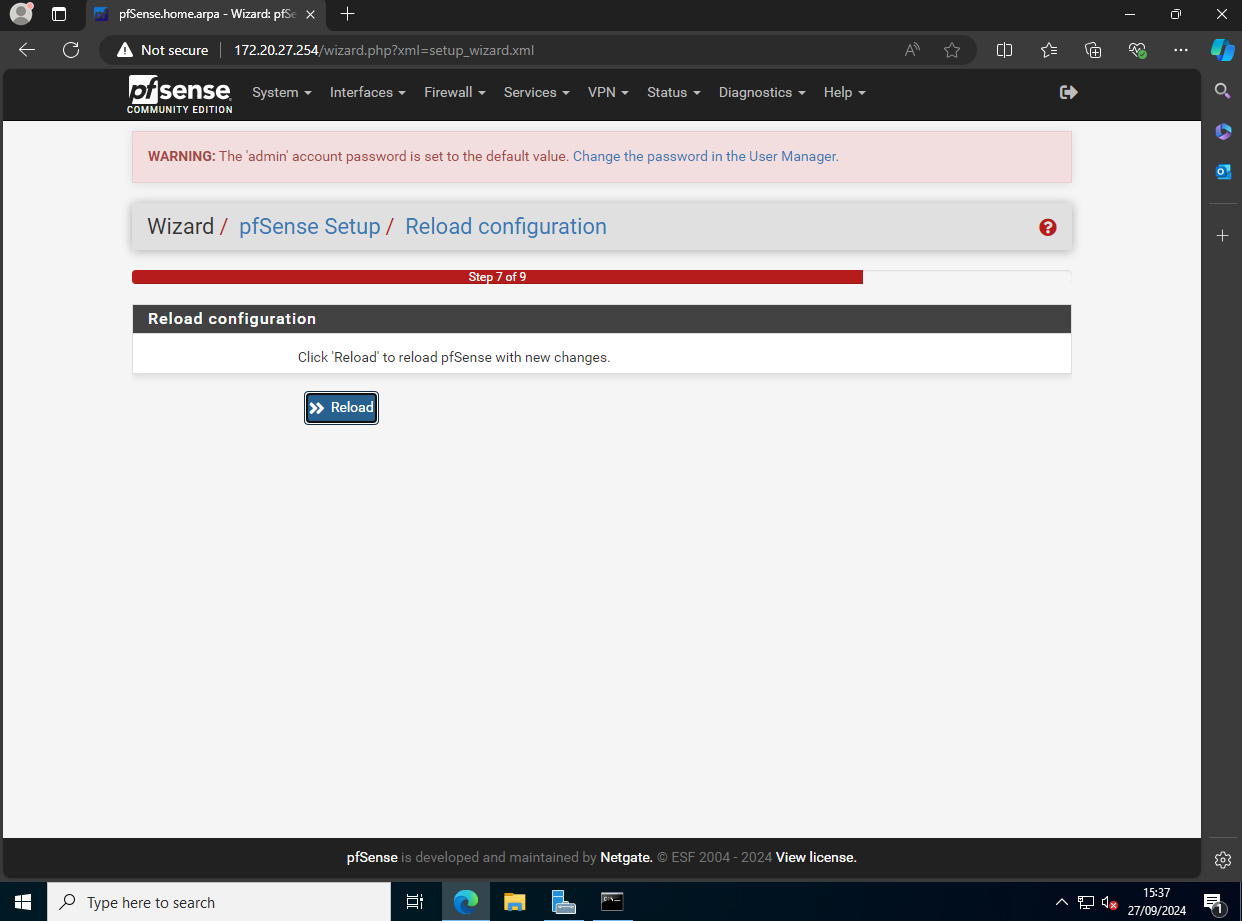 pfSense.home.arpa - Wizard: pfSe
Not secure 172.20.27.254/wizard.php?xml=setup_wizard.xml
pfsense
COMMUNITY EDITION
System Interfaces Firewall Services VPN Status Diagnostics Help
WARNING: The 'admin' account password is set to the default value. Change the password in the User Manager.
Wizard / pfSense Setup / Reload configuration
Step 7 of 9
Reload configuration
Click 'Reload' to reload pfSense with new changes.
Reload
pfSense is developed and maintained by Netgate. © ESF 2004 - 2024 View license.
Type here to search
15:37
27/09/2024
1